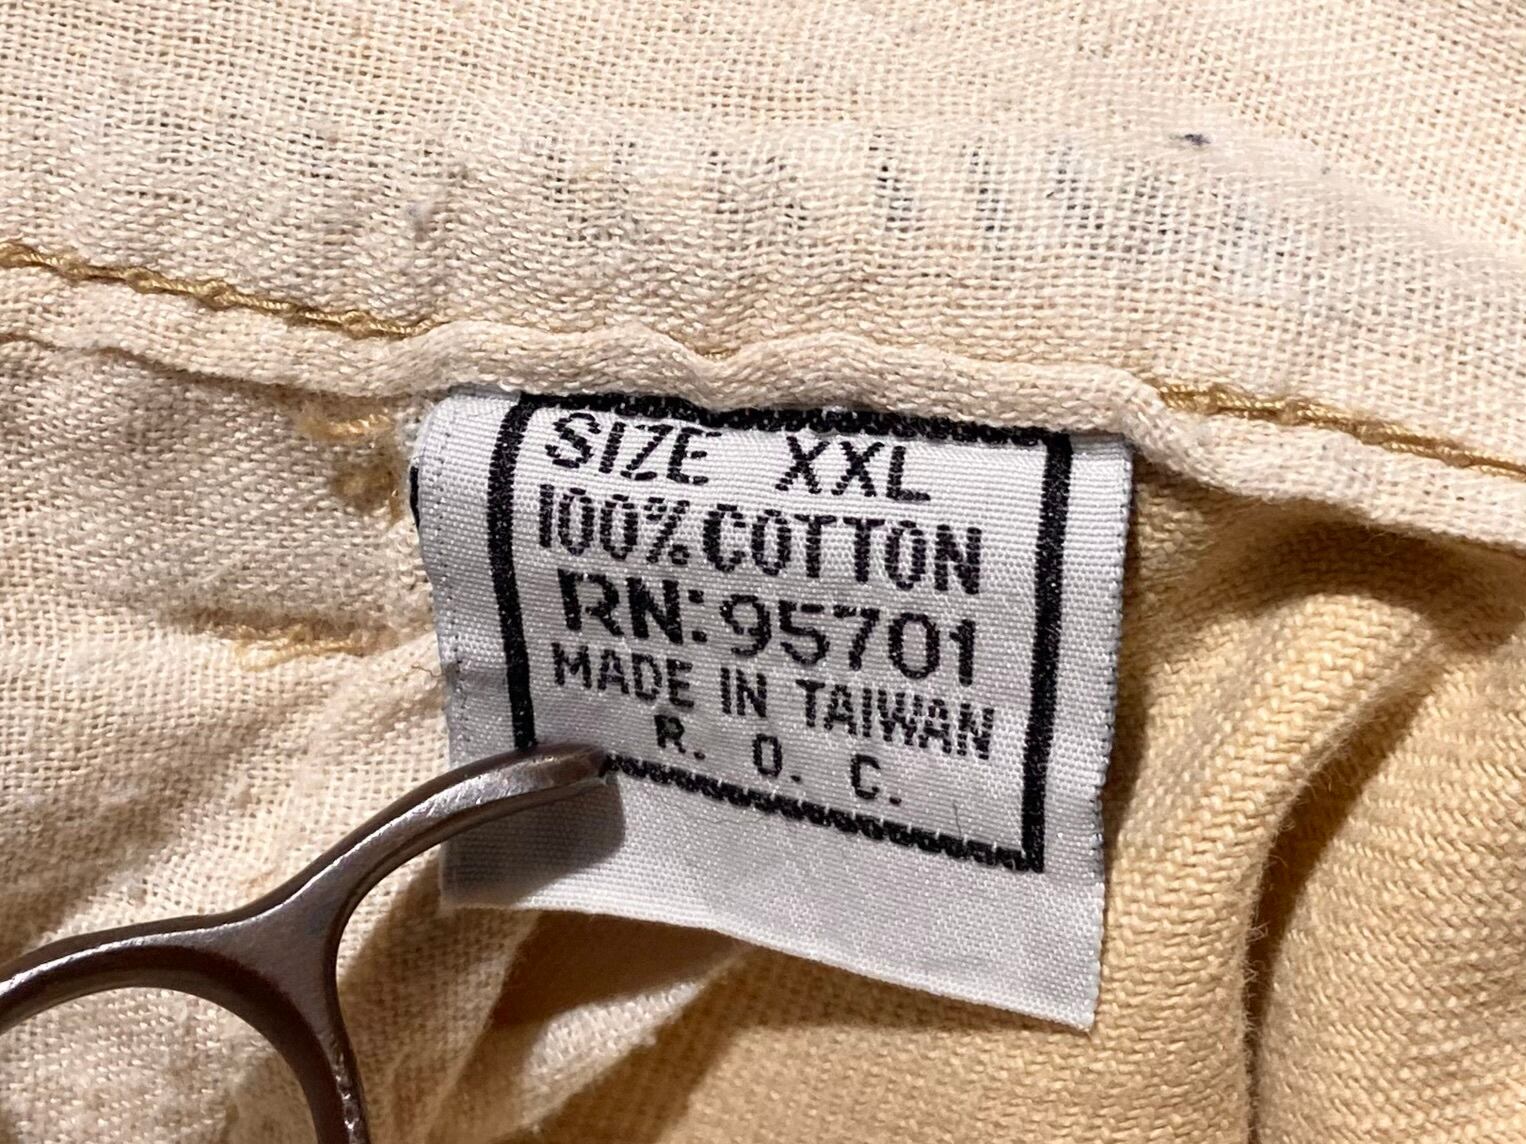 SIZE XXL
100% COTTON
RN: 95701
MADE IN TAIWAN
R. O. C.